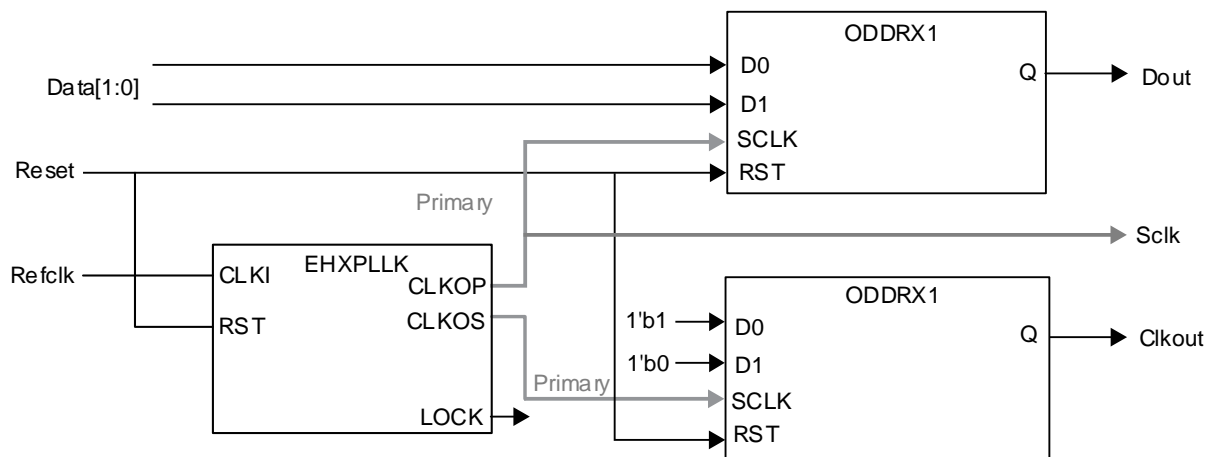 ODDRX1
D0
Q
Dout
Data[1:0]
D1
SCLK
Reset
RST
Primary
Sclk
EHXPLLK
Refclk
CLKI
CLKOP
ODDRX1
RST
CLKOS
1'b1
D0
Q
Clkout
1'b0
D1
Primary
SCLK
LOCK
RST